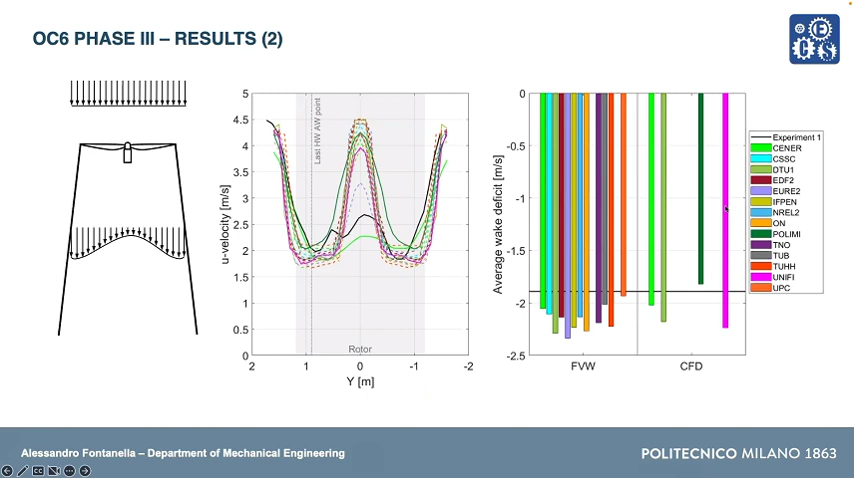 OC6 PHASE III – RESULTS (2)
5
4.5
4
3.5
3
2.5
2
1.5
1
0.5
0
2
1
0
-1
-2
u-velocity [m/s]
Y [m]
Last HW AW point
Rotor
0
-0.5
-1
-1.5
-2
-2.5
Average wake deficit [m/s]
FVW
CFD
Experiment 1
CENER
CSSC
DTU1
EDF2
EURE2
IFPEN
NREL2
ON
POLIMI
TNO
TUB
TUHH
UNIFI
UPC
Alessandro Fontanella – Department of Mechanical Engineering
POLITECNICO MILANO 1863